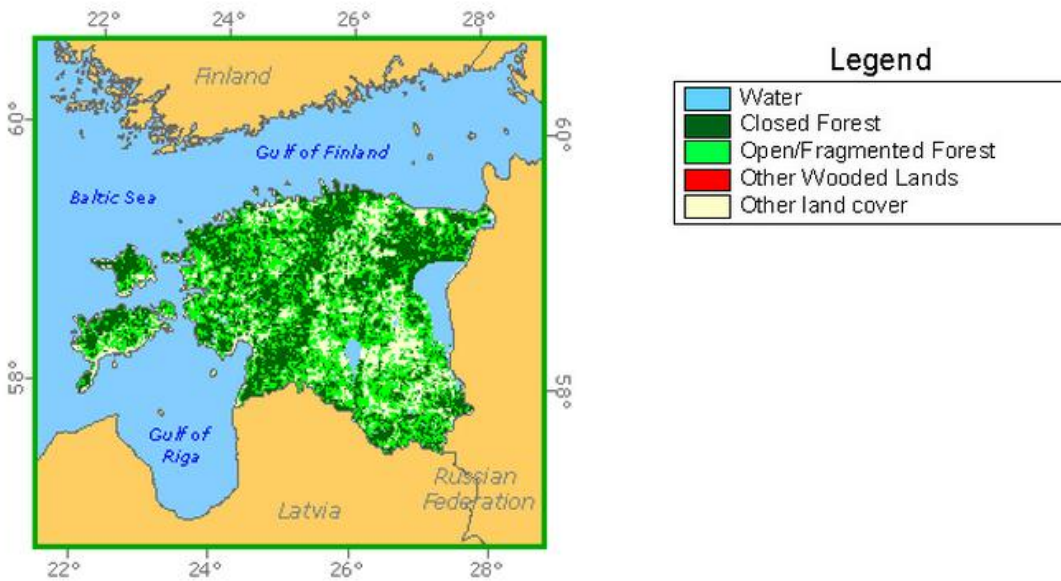 22° 24° 26° 28°
Finland
60° 60°
Gulf of Finland
Baltic Sea
58° 58°
Gulf of
Riga
Russian
Federation
Latvia
22° 24° 26° 28°
Legend
Water
Closed Forest
Open/Fragmented Forest
Other Wooded Lands
Other land cover